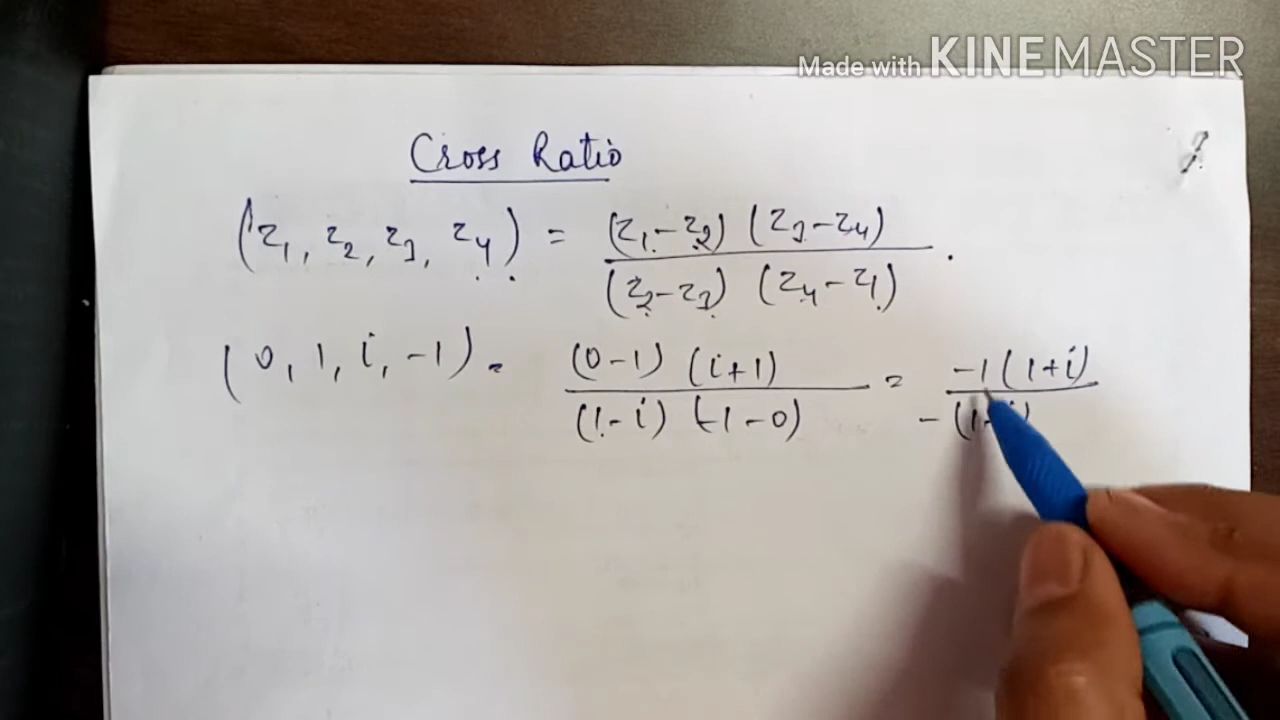 Made with KINEMASTER
Cross Ratio
(z₁, z₂, z₃, z₄) = (z₁-z₂) (z₃-z₄) / (z₂-z₃) (z₄-z₁) .
(0, 1, i, -1) = (0-1) (i+1) / (1-i) (-1-0) = -1(1+i) / -(1-i)